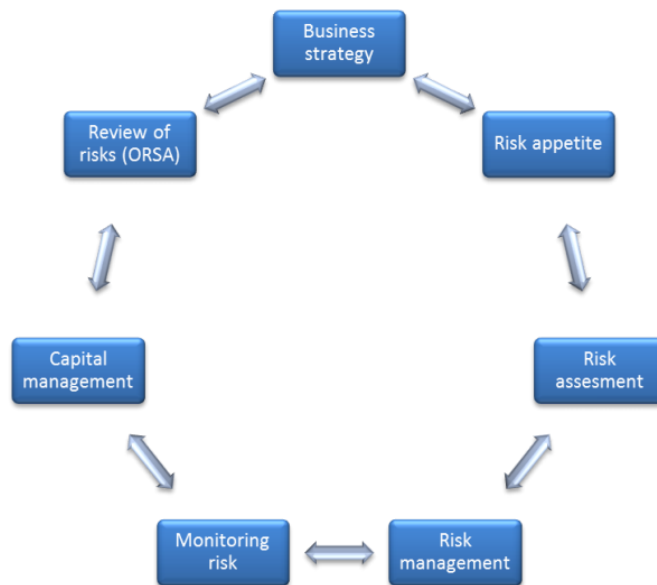 Business
strategy
Review of
risks (ORSA)
Risk appetite
Capital
management
Risk
assesment
Monitoring
risk
Risk
management